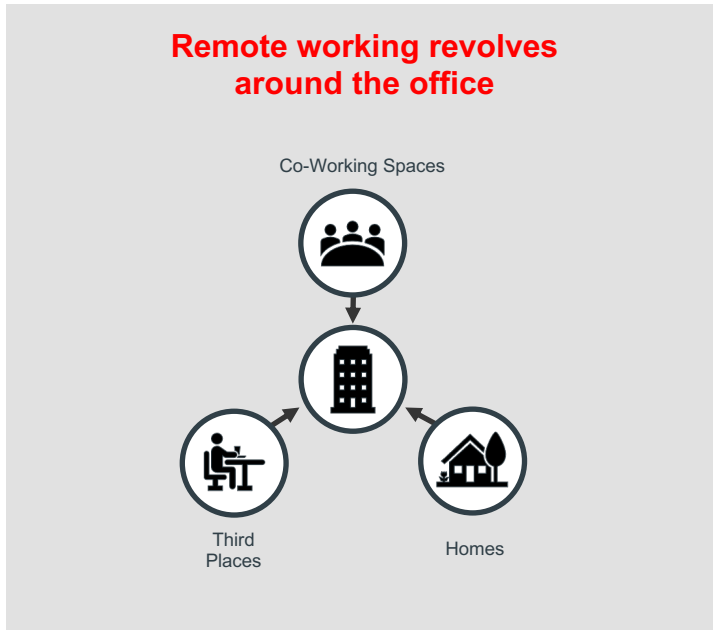 Remote working revolves
around the office
Co-Working Spaces
Third
Places
Homes